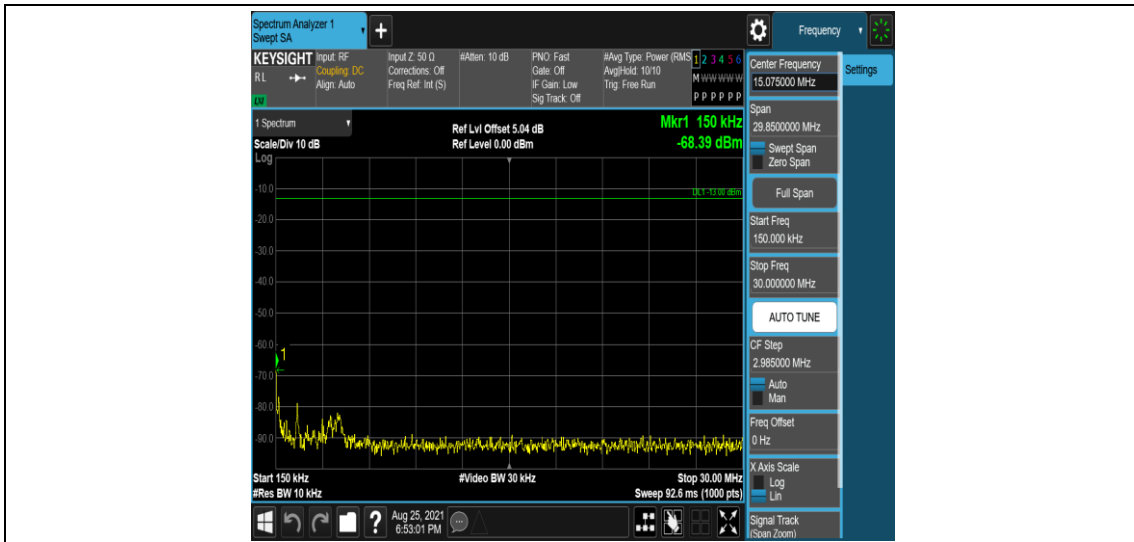 Spectrum Analyzer 1
Swept SA
+
Frequency
KEYSIGHT
RL
LXI
Input: RF
Coupling: DC
Align: Auto
Input Z: 50 Ω
Corrections: Off
Freq Ref: Int (S)
#Atten: 10 dB
PNO: Fast
Gate: Off
IF Gain: Low
Sig Track: Off
#Avg Type: Power (RMS
Avg|Hold: 10/10
Trig: Free Run
1 2 3 4 5 6
M W W W W W
P P P P P P
Center Frequency
15.075000 MHz
Settings
1 Spectrum
Scale/Div 10 dB
Ref Lvl Offset 5.04 dB
Ref Level 0.00 dBm
Mkr1 150 kHz
-68.39 dBm
Log
DL1 -13.00 dBm
-10.0
-20.0
-30.0
-40.0
-50.0
-60.0
1
-70.0
-80.0
-90.0
Start 150 kHz
#Res BW 10 kHz
#Video BW 30 kHz
Stop 30.00 MHz
Sweep 92.6 ms (1000 pts)
Span
29.8500000 MHz
Swept Span
Zero Span
Full Span
Start Freq
150.000 kHz
Stop Freq
30.000000 MHz
AUTO TUNE
CF Step
2.985000 MHz
Auto
Man
Freq Offset
0 Hz
X Axis Scale
Log
Lin
Signal Track
(Span Zoom)
?
Aug 25, 2021
6:53:01 PM